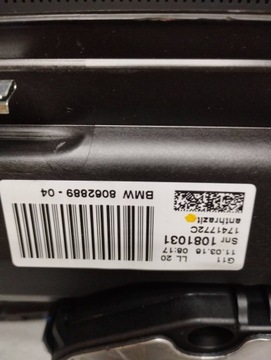 G11
LL 20
11.03.16 08:17
Snr 1081031
1741772C
anthrazit
BMW 8062889 - 04